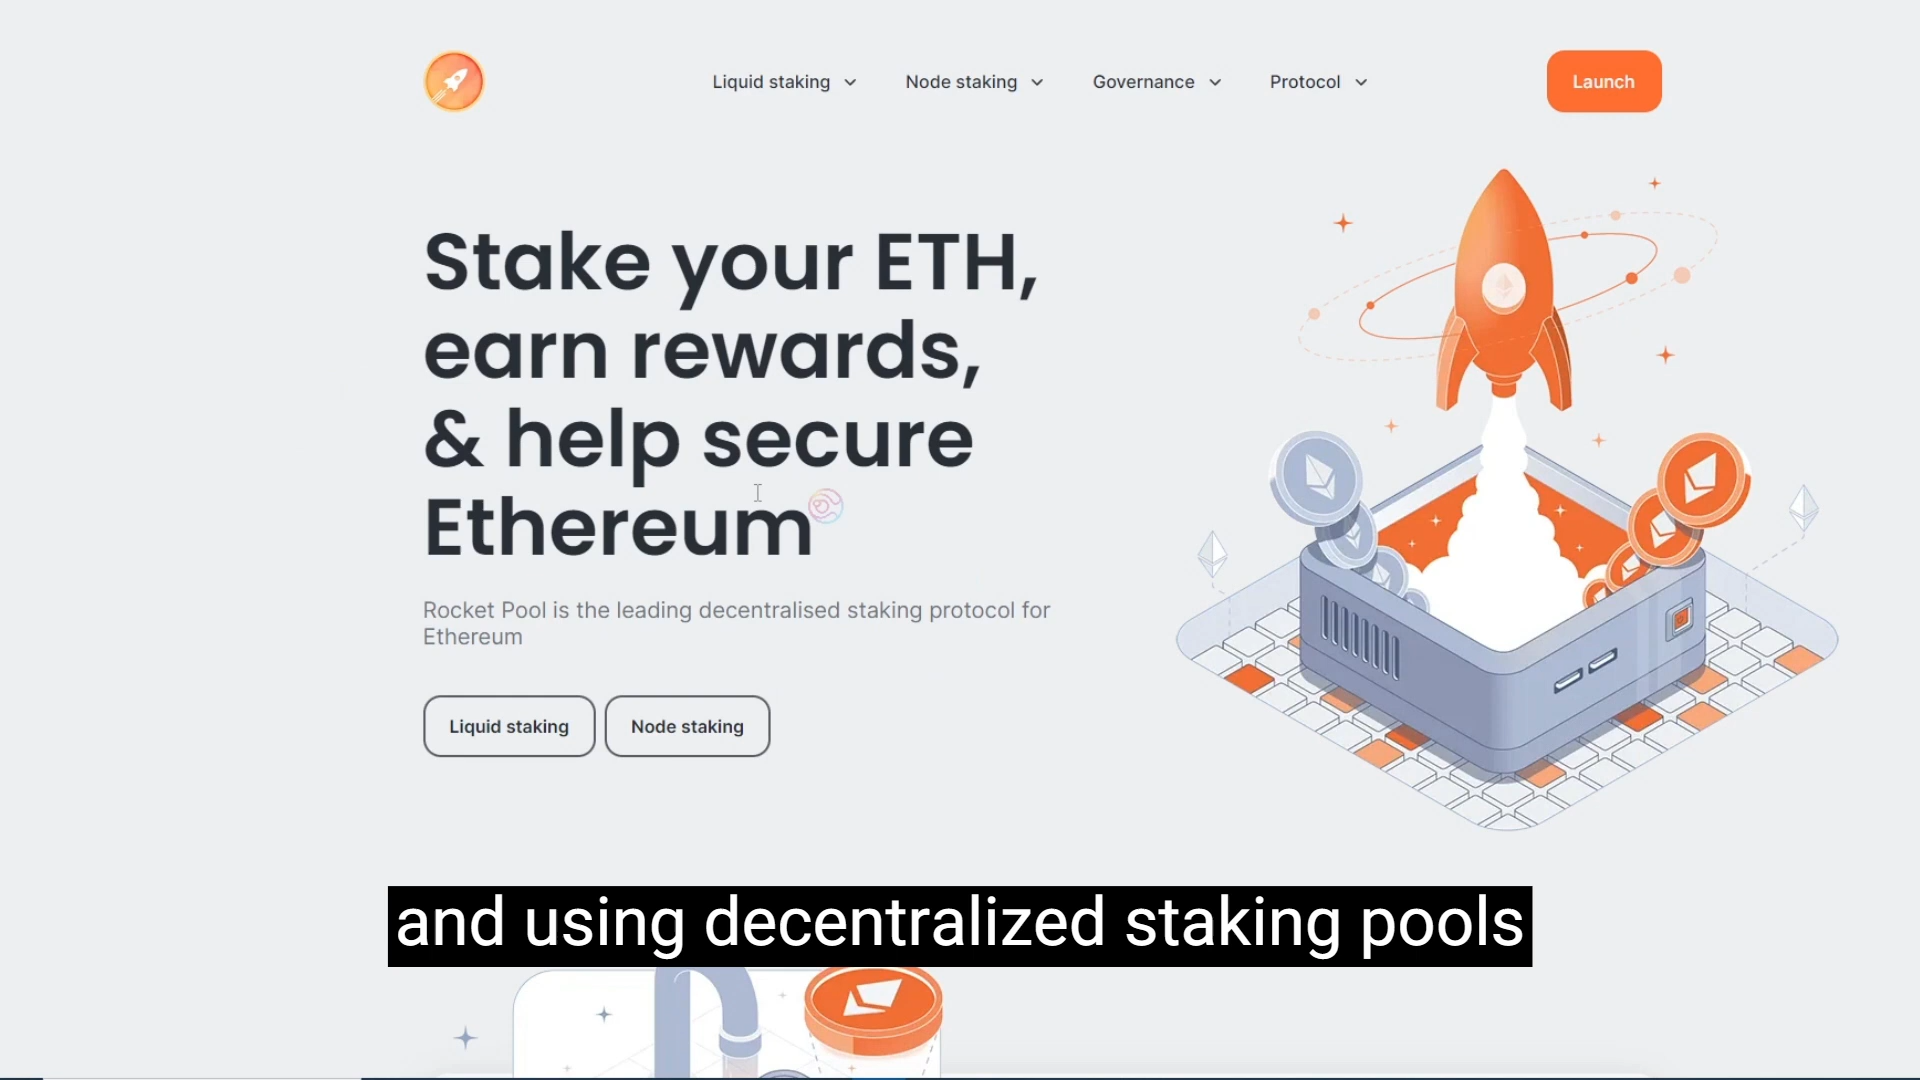 Liquid staking
Node staking
Governance
Protocol
Launch
Stake your ETH,
earn rewards,
& help secure
Ethereum
Rocket Pool is the leading decentralised staking protocol for
Ethereum
Liquid staking
Node staking
and using decentralized staking pools